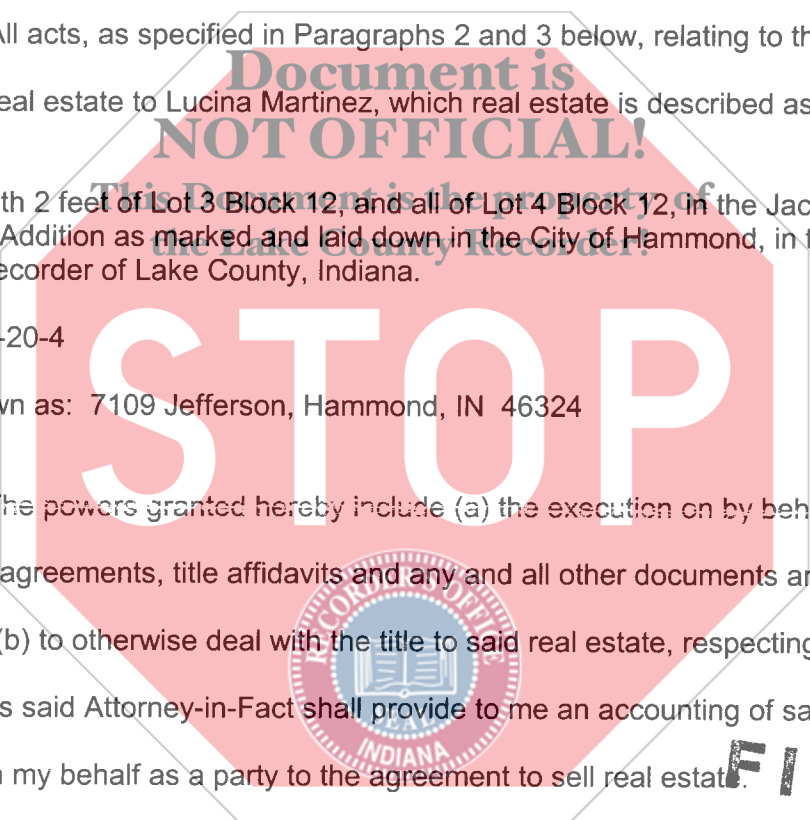 All acts, as specified in Paragraphs 2 and 3 below, relating to th
Document is
eal estate to Lucina Martinez, which real estate is described as
NOT OFFICIAL!
This Document is the property of
th 2 feet of Lot 3 Block 12, and all of Lot 4 Block 12, in the Jac
Addition as marked and laid down in the City of Hammond, in
the Lake County Recorder!
ecorder of Lake County, Indiana.
-20-4
STOP
wn as: 7109 Jefferson, Hammond, IN 46324
he powers granted hereby include (a) the execution on by beh
agreements, title affidavits and any and all other documents a
RECORDER'S OFFICE
(b) to otherwise deal with the title to said real estate, respecting
s said Attorney-in-Fact shall provide to me an accounting of sa
SEAL
INDIANA
my behalf as a party to the agreement to sell real estate.
FI